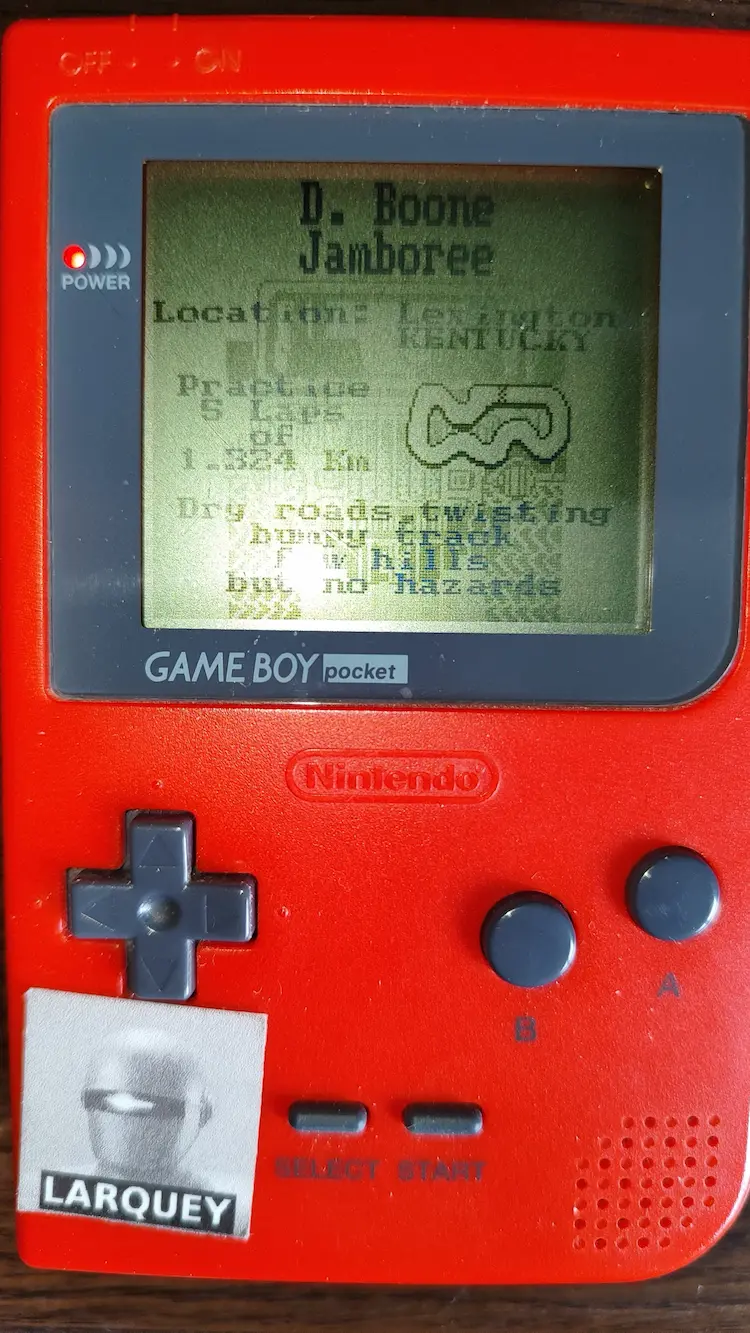 OFF ON
D. Boone
Jamboree
POWER
Location: Lexington
KENTUCKY
Practice
5 Laps
of
1.324 Km
Dry roads,twisting
bumpy track
few hills
but no hazards
GAME BOY pocket
Nintendo
A
B
SELECT START
LARQUEY